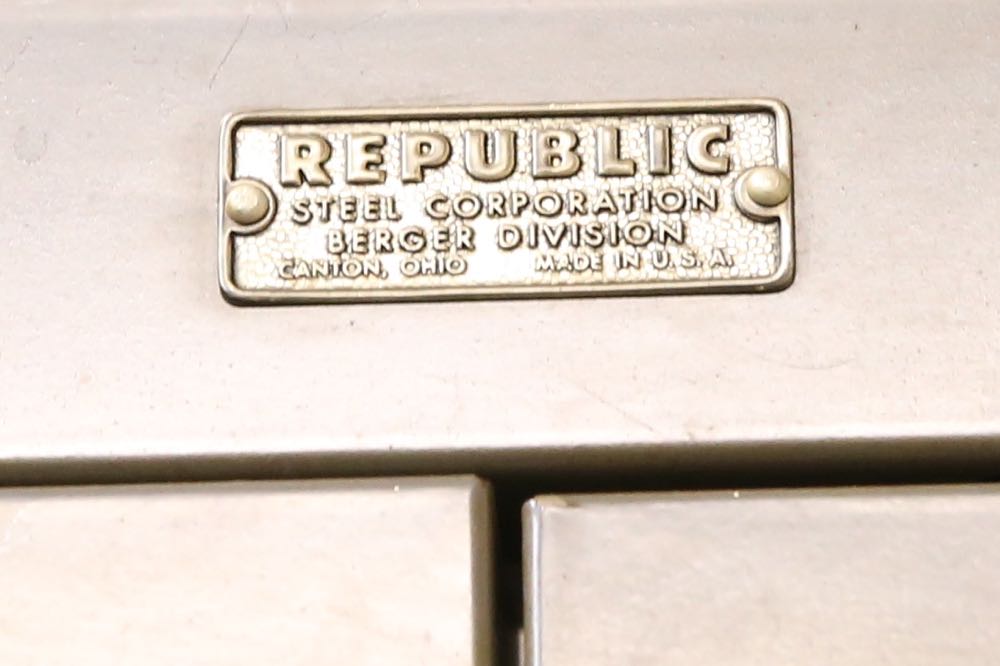 REPUBLIC
STEEL CORPORATION
BERGER DIVISION
CANTON, OHIO MADE IN U.S.A.